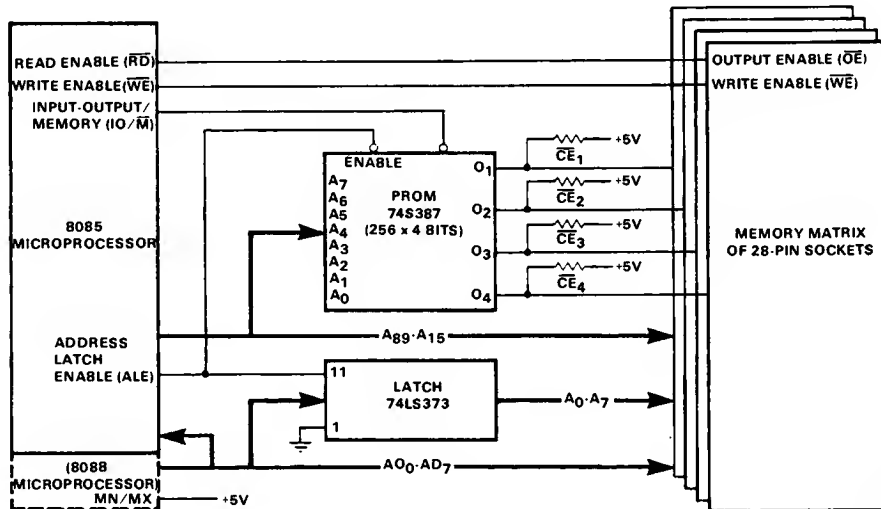 READ ENABLE (RD)
WRITE ENABLE(WE)
INPUT-OUTPUT/
MEMORY (IO/M)
8085
MICROPROCESSOR
ADDRESS
LATCH
ENABLE (ALE)
(8088
MICROPROCESSOR)
MN/MX
+5V
ENABLE
A7
A6
A5
A4
A3
A2
A1
A0
PROM
74S387
(256 x 4 BITS)
O1
O2
O3
O4
+5V
CE1
+5V
CE2
+5V
CE3
+5V
CE4
A89-A15
11
LATCH
74LS373
1
A0-A7
AO0-AD7
OUTPUT ENABLE (OE)
WRITE ENABLE (WE)
MEMORY MATRIX
OF 28-PIN SOCKETS